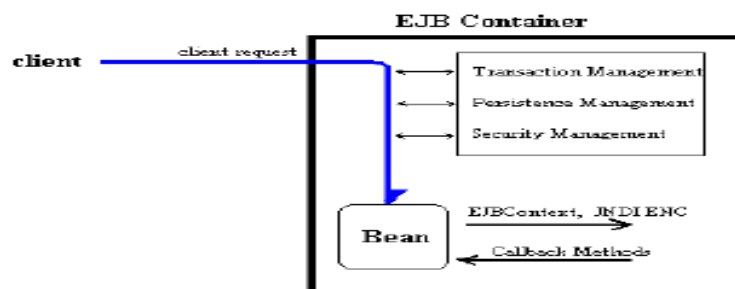 EJB Container
client request
client
Transaction Management
Persistence Management
Security Management
EJBContext, JNDI ENC
Bean
Callback Methods